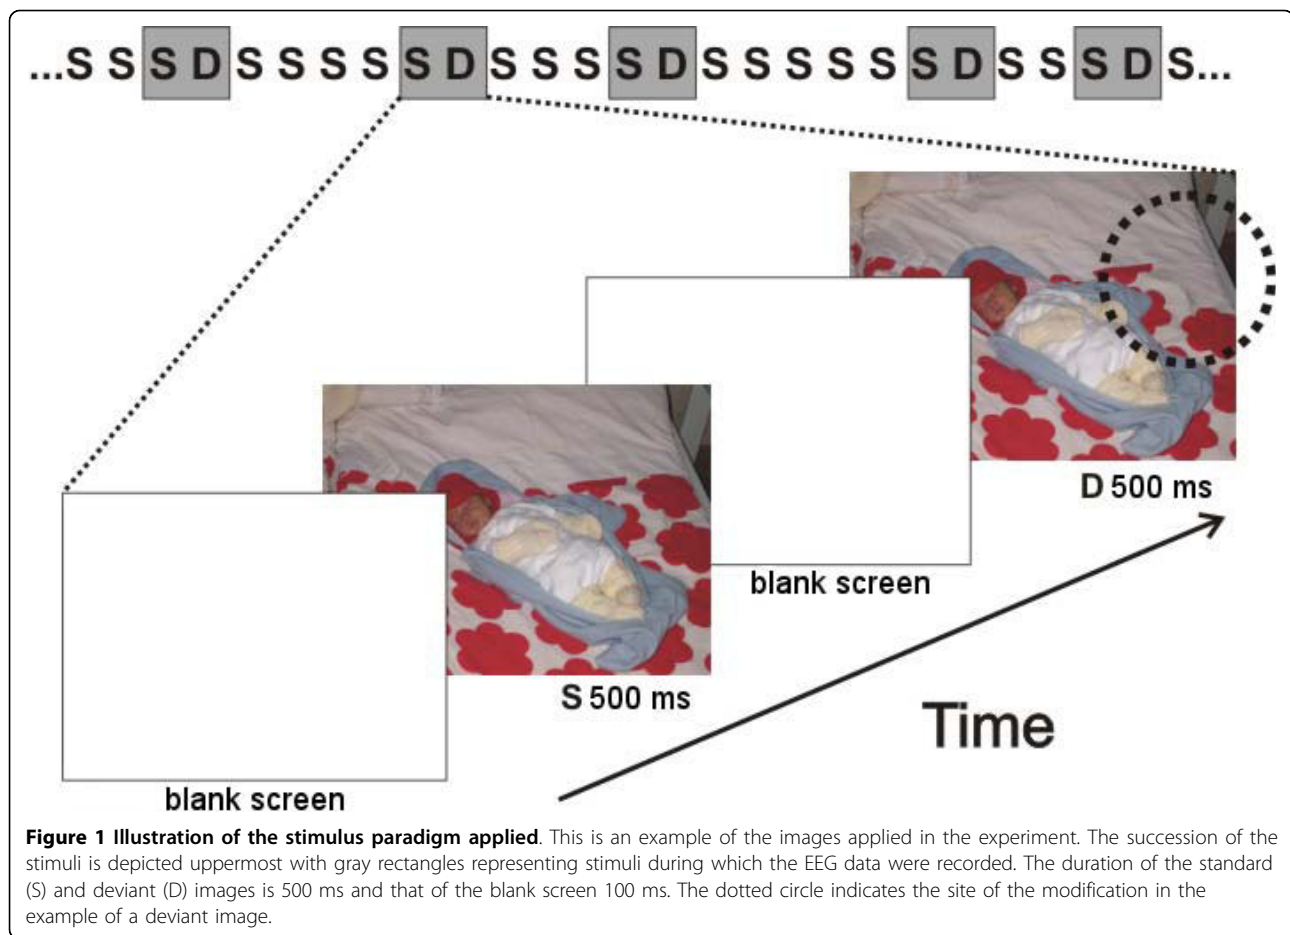 ...S S S D S S S S S D S S S S D S S S S S S D S S S D S...
D 500 ms
blank screen
S 500 ms
Time
blank screen
Figure 1 Illustration of the stimulus paradigm applied. This is an example of the images applied in the experiment. The succession of the
stimuli is depicted uppermost with gray rectangles representing stimuli during which the EEG data were recorded. The duration of the standard
(S) and deviant (D) images is 500 ms and that of the blank screen 100 ms. The dotted circle indicates the site of the modification in the
example of a deviant image.